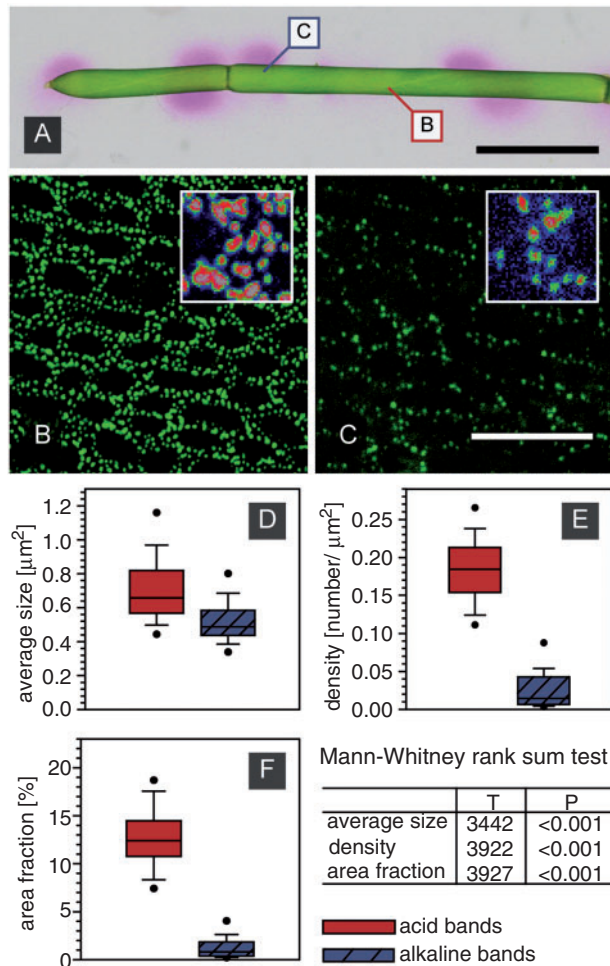 C
B
A
B
C
D
average size [μm²]
1.2
1.0
0.8
0.6
0.4
0.2
0.0
E
density [number/ μm²]
0.25
0.20
0.15
0.10
0.05
0.00
F
area fraction [%]
20
15
10
5
0
Mann-Whitney rank sum test
T P
average size 3442 <0.001
density 3922 <0.001
area fraction 3927 <0.001
acid bands
alkaline bands